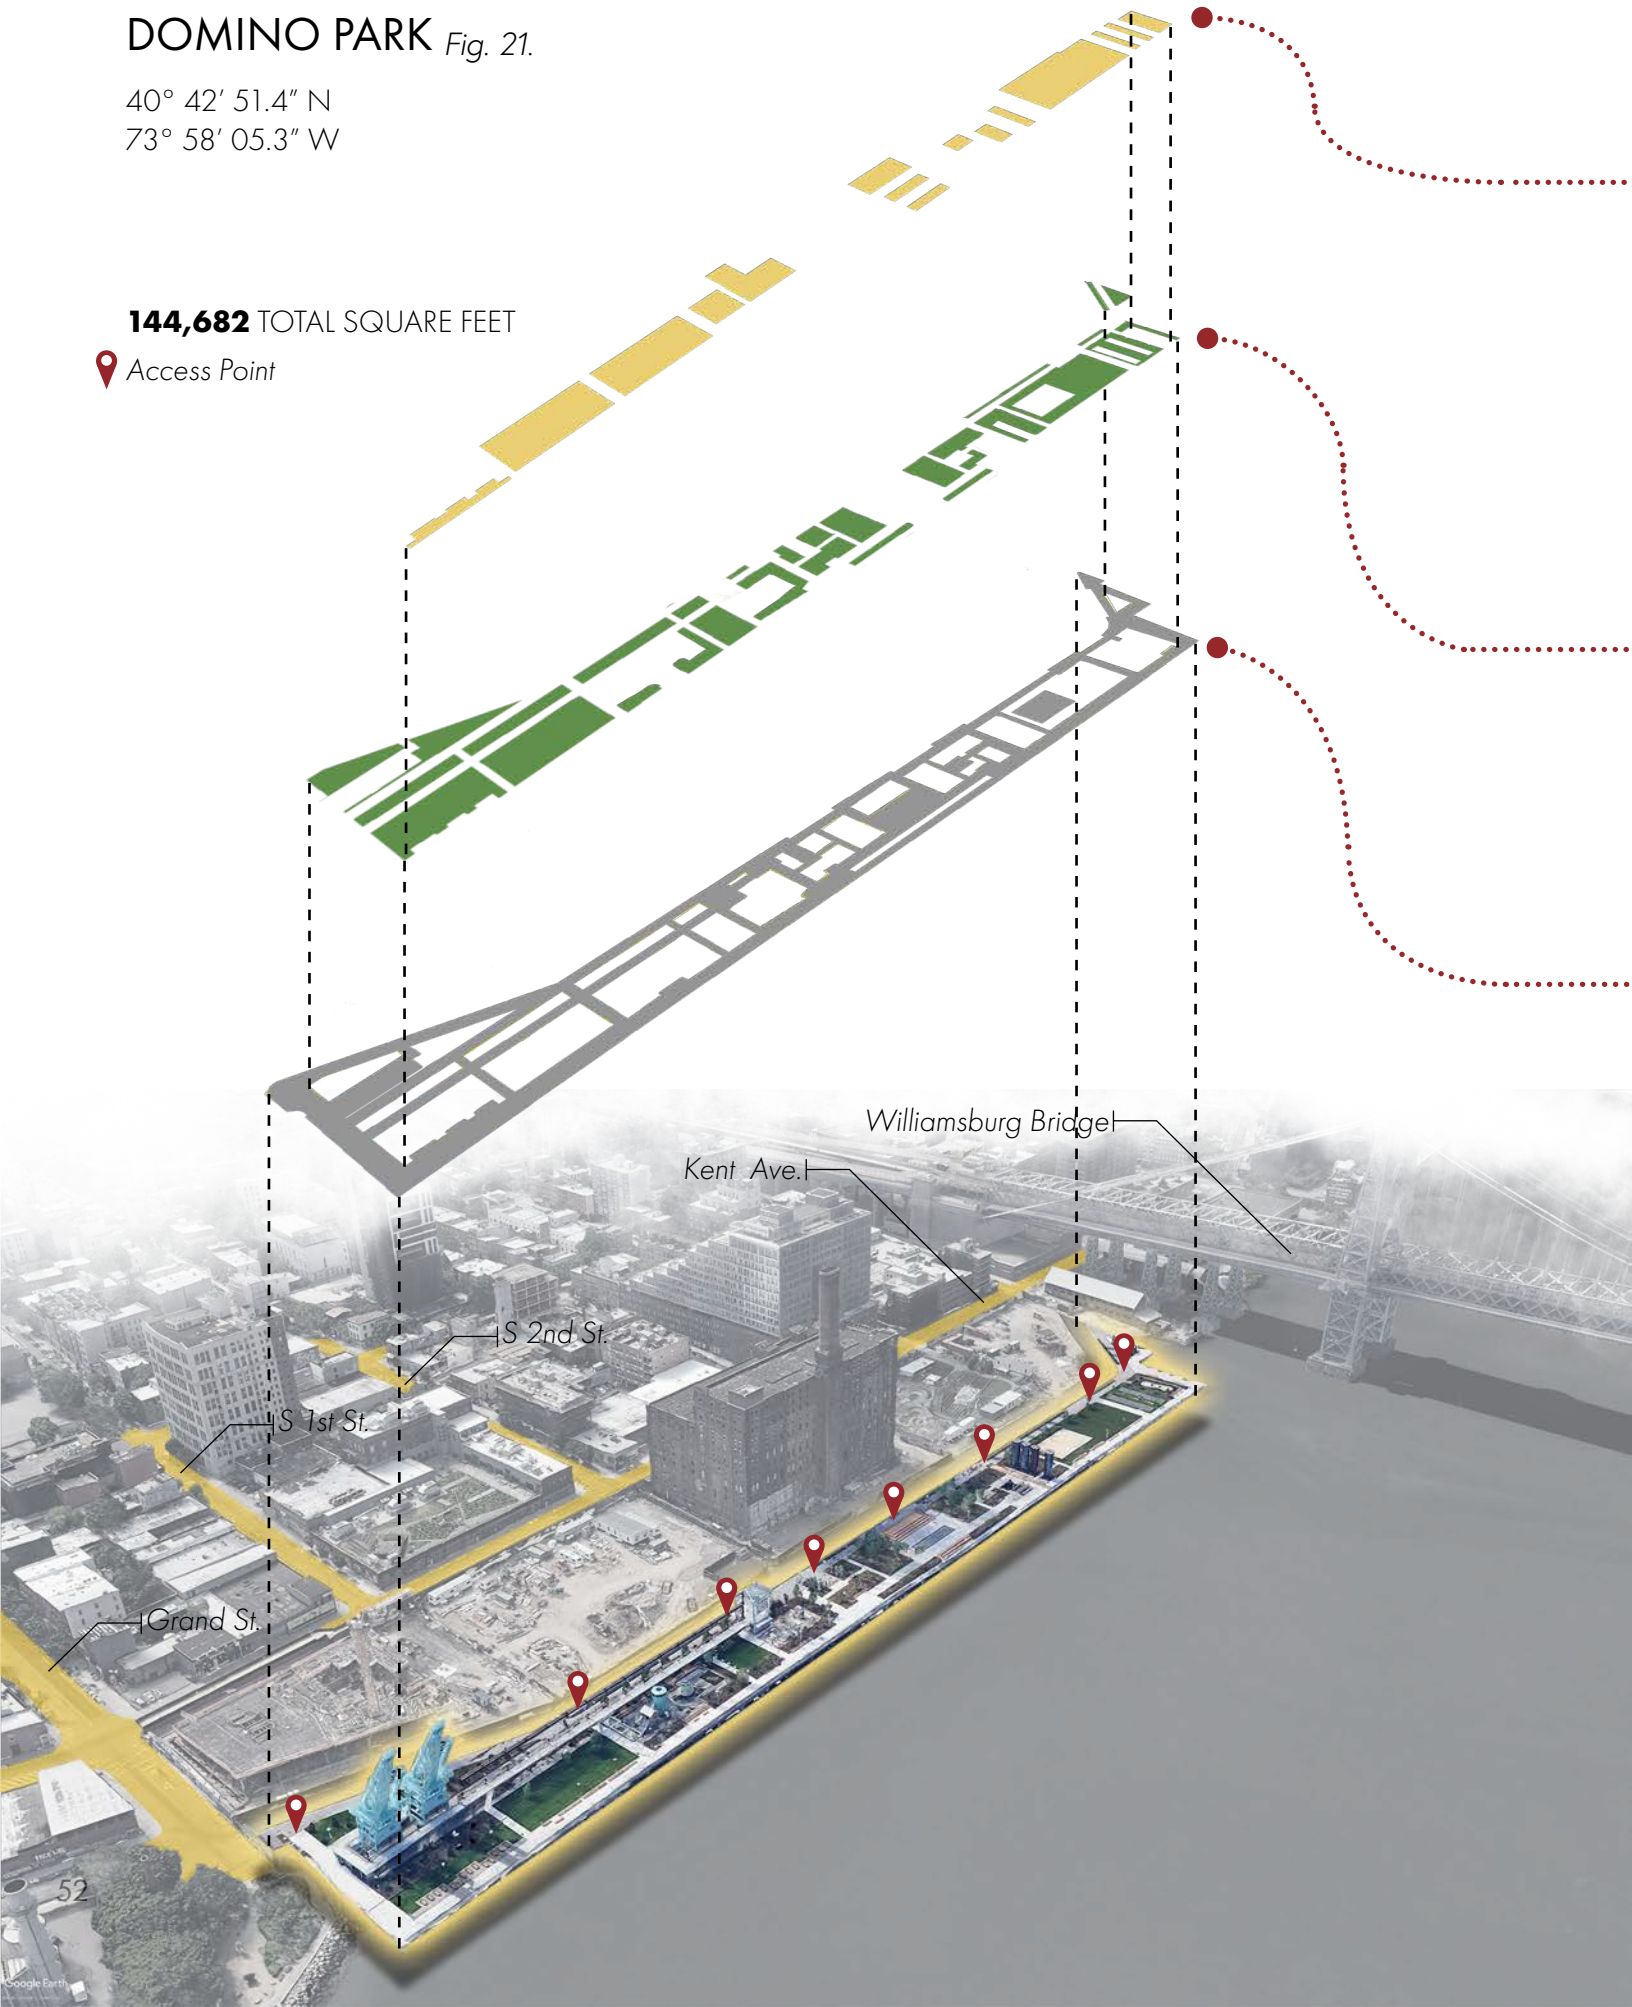 DOMINO PARK Fig. 21.
40° 42’ 51.4” N
73° 58’ 05.3” W
144,682 TOTAL SQUARE FEET
Access Point
Williamsburg Bridge
Kent Ave.
S 2nd St.
S 1st St.
Grand St.
52
Google Earth